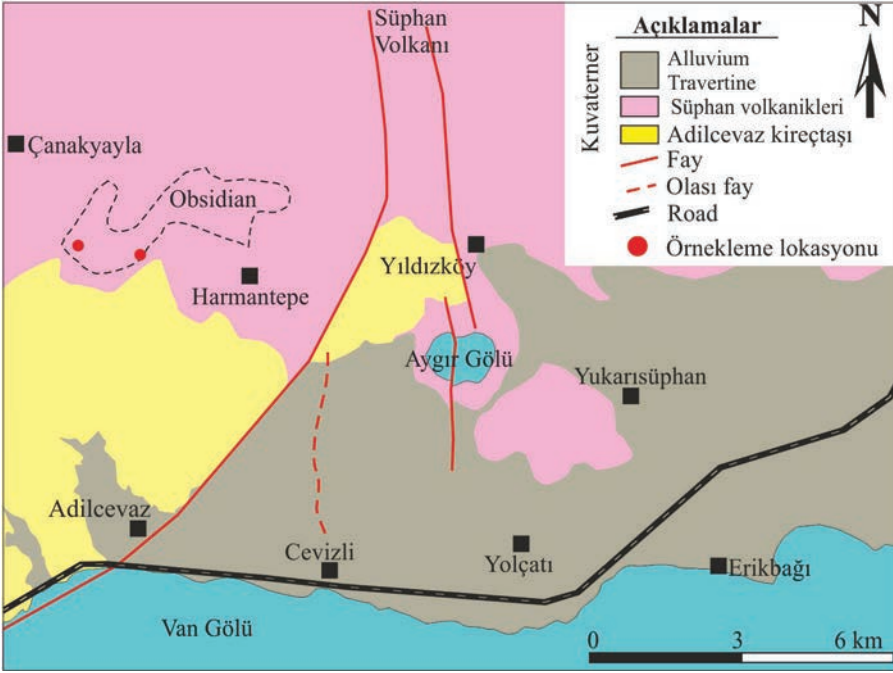 Süphan
Volkanı
Açıklamalar
N
Kuvaterner
Alluvium
Travertine
Süphan volkanikleri
Adilcevaz kireçtaşı
Fay
Olası fay
Road
Örnekleme lokasyonu
Çanakyayla
Obsidian
Harmantepe
Yıldızköy
Aygır Gölü
Yukarısüphan
Adilcevaz
Cevizli
Yolçatı
Erikbağı
Van Gölü
0 3 6 km